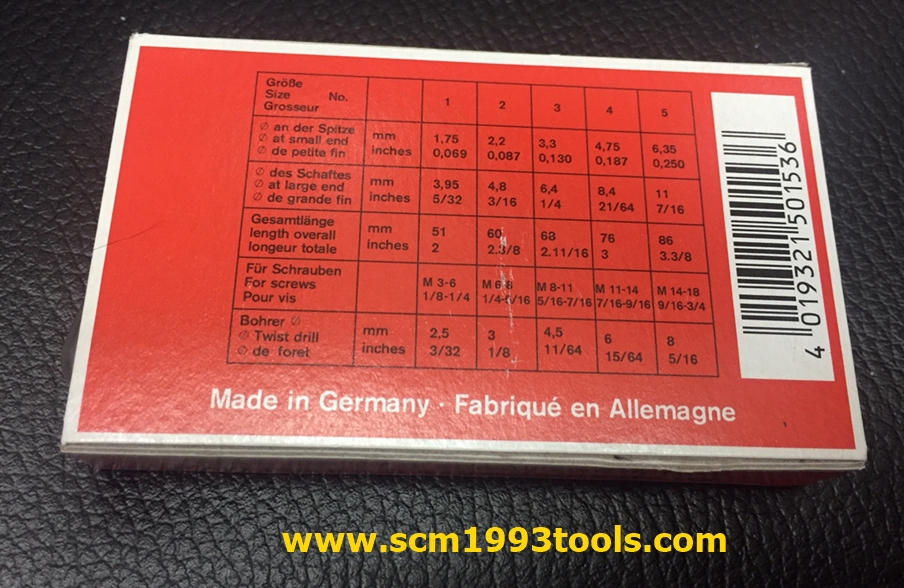 Größe
Size No. 1 2 3 4 5
Grosseur
∅ an der Spitze mm 1,75 2,2 3,3 4,75 6,35
∅ at small end inches 0,069 0,087 0,130 0,187 0,250
∅ de petite fin
∅ des Schaftes mm 3,95 4,8 6,4 8,4 11
∅ at large end inches 5/32 3/16 1/4 21/64 7/16
∅ de grande fin
Gesamtlänge mm 51 60 68 76 86
length overall inches 2 2.3/8 2.11/16 3 3.3/8
longeur totale
Für Schrauben M 3-6 M 6-8 M 8-11 M 11-14 M 14-18
For screws 1/8-1/4 1/4-5/16 5/16-7/16 7/16-9/16 9/16-3/4
Pour vis
Bohrer ∅ mm 2,5 3 4,5 6 8
∅ Twist drill inches 3/32 1/8 11/64 15/64 5/16
∅ de foret
Made in Germany · Fabriqué en Allemagne
4 019321 501536
www.scm1993tools.com